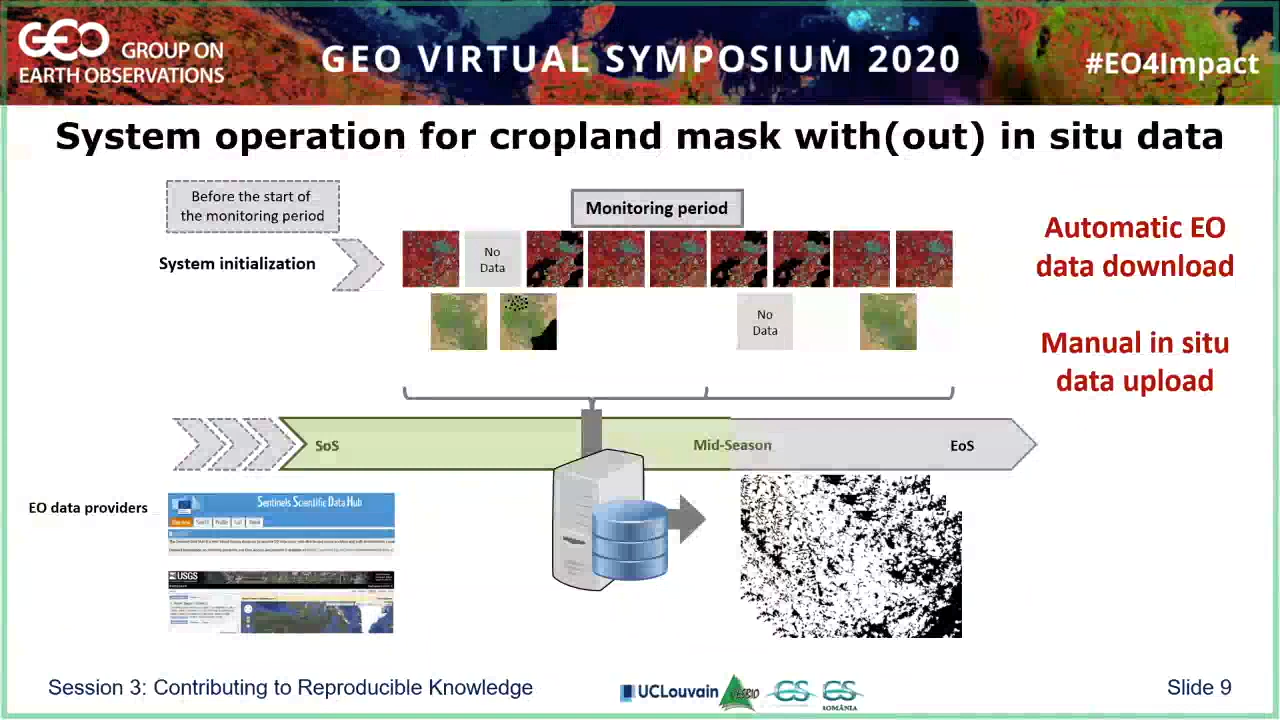 GEO GROUP ON
EARTH OBSERVATIONS
GEO VIRTUAL SYMPOSIUM 2020
#EO4Impact
System operation for cropland mask with(out) in situ data
Before the start of
the monitoring period
Monitoring period
System initialization
No
Data
No
Data
Automatic EO
data download
Manual in situ
data upload
SoS
Mid-Season
EoS
EO data providers
Sentinels Scientific Data Hub
USGS
Session 3: Contributing to Reproducible Knowledge
UCLouvain
CS
CS
ROMÂNIA
Slide 9